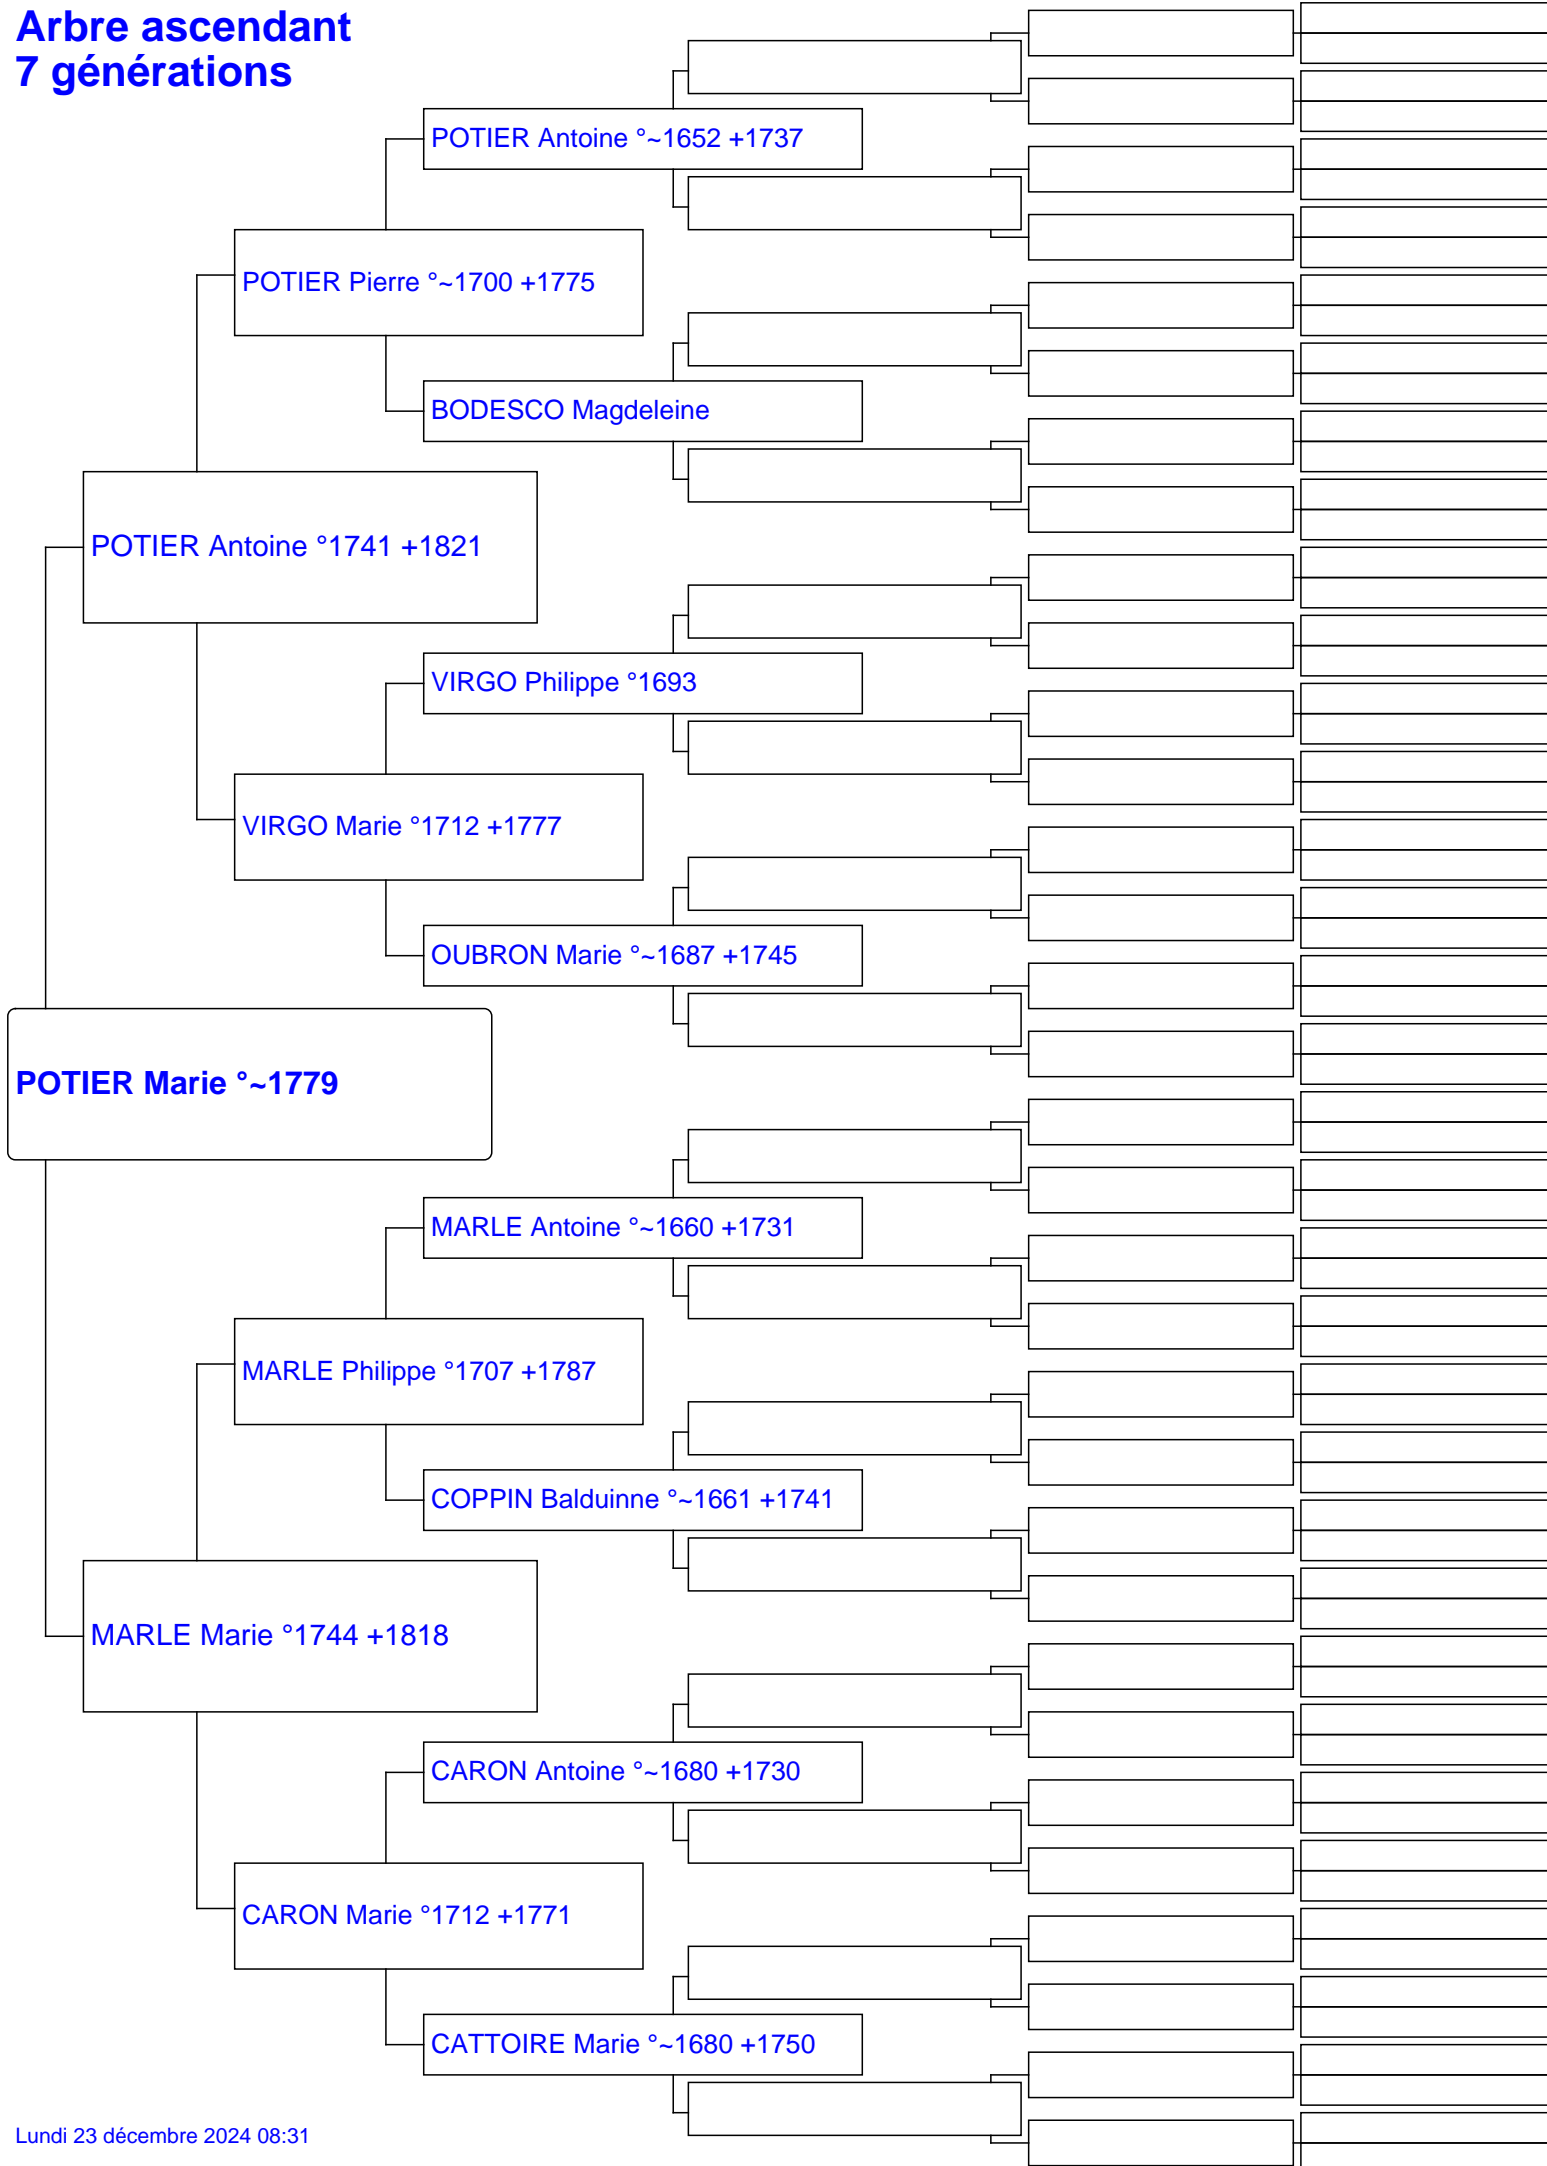 Arbre ascendant
7 générations
POTIER Antoine °~1652 +1737
POTIER Pierre °~1700 +1775
BODESCO Magdeleine
POTIER Antoine °1741 +1821
VIRGO Philippe °1693
VIRGO Marie °1712 +1777
OUBRON Marie °~1687 +1745
POTIER Marie °~1779
MARLE Antoine °~1660 +1731
MARLE Philippe °1707 +1787
COPPIN Balduinne °~1661 +1741
MARLE Marie °1744 +1818
CARON Antoine °~1680 +1730
CARON Marie °1712 +1771
CATTOIRE Marie °~1680 +1750
Lundi 23 décembre 2024 08:31